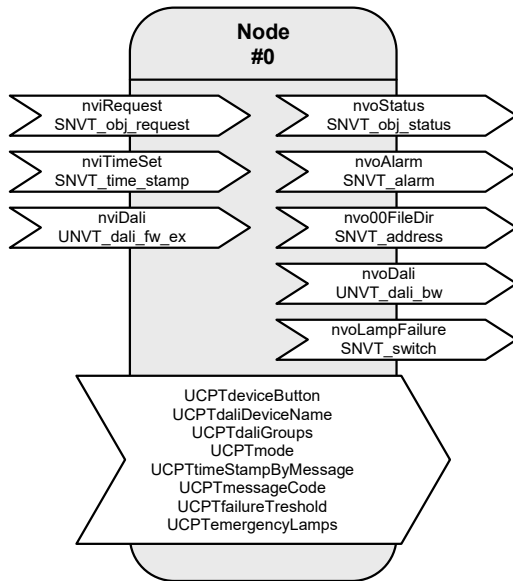 Node
#0
nviRequest
SNVT_obj_request
nvoStatus
SNVT_obj_status
nviTimeSet
SNVT_time_stamp
nvoAlarm
SNVT_alarm
nviDali
UNVT_dali_fw_ex
nvo00FileDir
SNVT_address
nvoDali
UNVT_dali_bw
nvoLampFailure
SNVT_switch
UCPTdeviceButton
UCPTdaliDeviceName
UCPTdaliGroups
UCPTmode
UCPTtimeStampByMessage
UCPTmessageCode
UCPTfailureTreshold
UCPTemergencyLamps